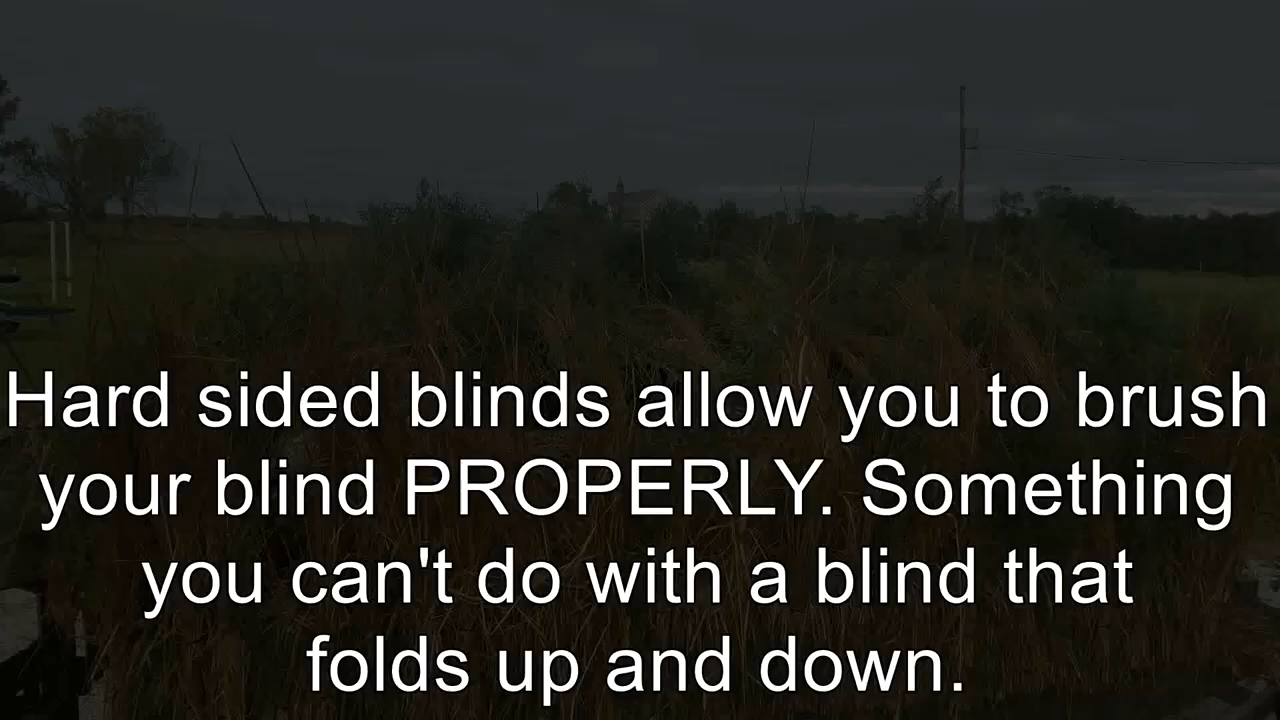 Hard sided blinds allow you to brush
your blind PROPERLY. Something
you can't do with a blind that
folds up and down.